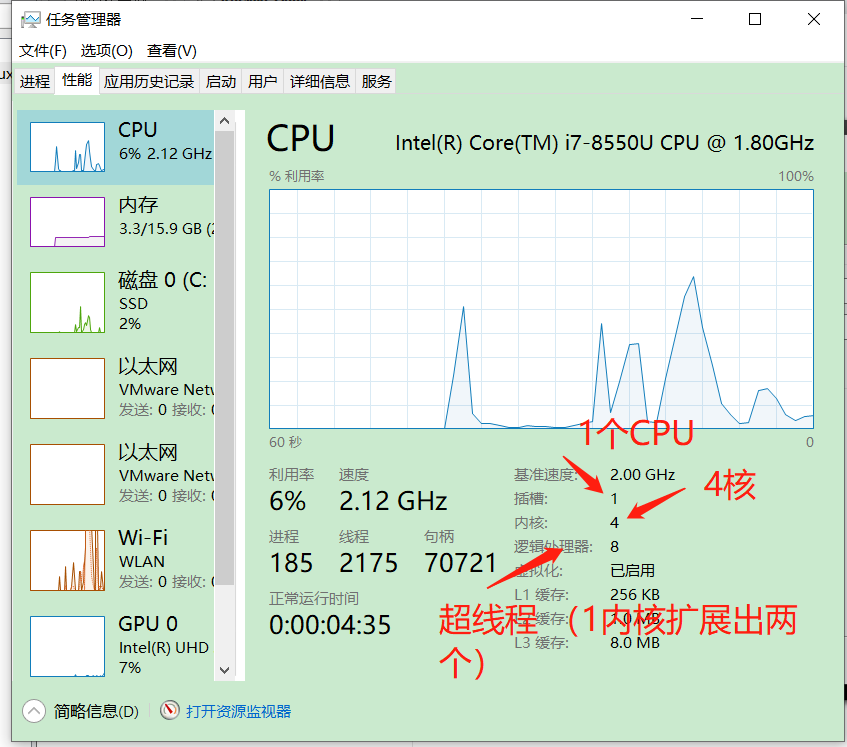 任务管理器
文件(F) 选项(O) 查看(V)
进程 性能 应用历史记录 启动 用户 详细信息 服务
CPU
6% 2.12 GHz
内存
3.3/15.9 GB (2
磁盘 0 (C:
SSD
2%
以太网
VMware Netw
发送: 0 接收: 0
以太网
VMware Netw
发送: 0 接收: 0
Wi-Fi
WLAN
发送: 0 接收: 0
GPU 0
Intel(R) UHD
7%
CPU
Intel(R) Core(TM) i7-8550U CPU @ 1.80GHz
% 利用率
100%
60 秒
0
1个CPU
4核
利用率 速度
6% 2.12 GHz
进程 线程 句柄
185 2175 70721
正常运行时间
0:00:04:35
基准速度: 2.00 GHz
插槽: 1
内核: 4
逻辑处理器: 8
虚拟化: 已启用
L1 缓存: 256 KB
L2 缓存: 1.0 MB
L3 缓存: 8.0 MB
超线程 （1内核扩展出两
个）
简略信息(D)
打开资源监视器